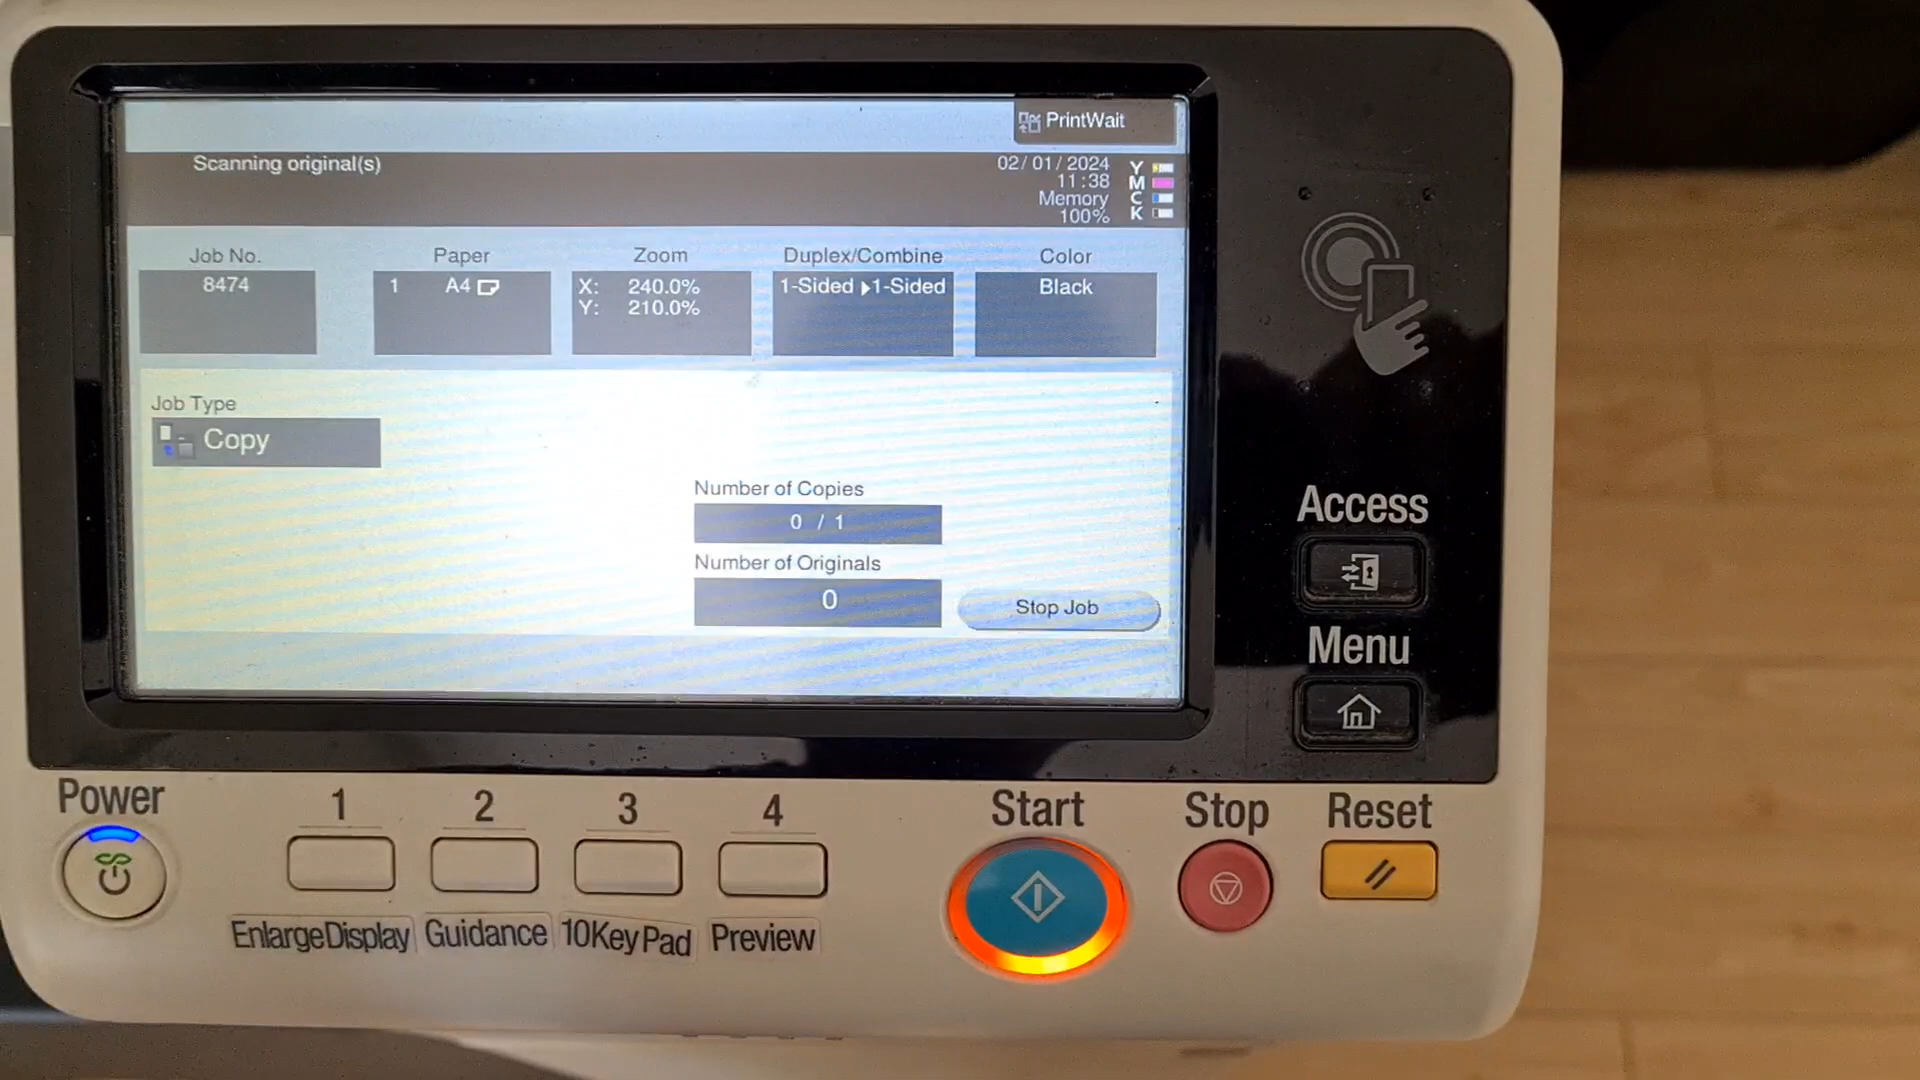 PrintWait
Scanning original(s)
02/01/2024
11:38
Memory
100%
Y
M
C
K
Job No.
8474
Paper
1 A4
Zoom
X: 240.0%
Y: 210.0%
Duplex/Combine
1-Sided ▶1-Sided
Color
Black
Job Type
Copy
Number of Copies
0 / 1
Number of Originals
0
Stop Job
Access
Menu
Power
1
2
3
4
Start
Stop
Reset
EnlargeDisplay
Guidance
10KeyPad
Preview